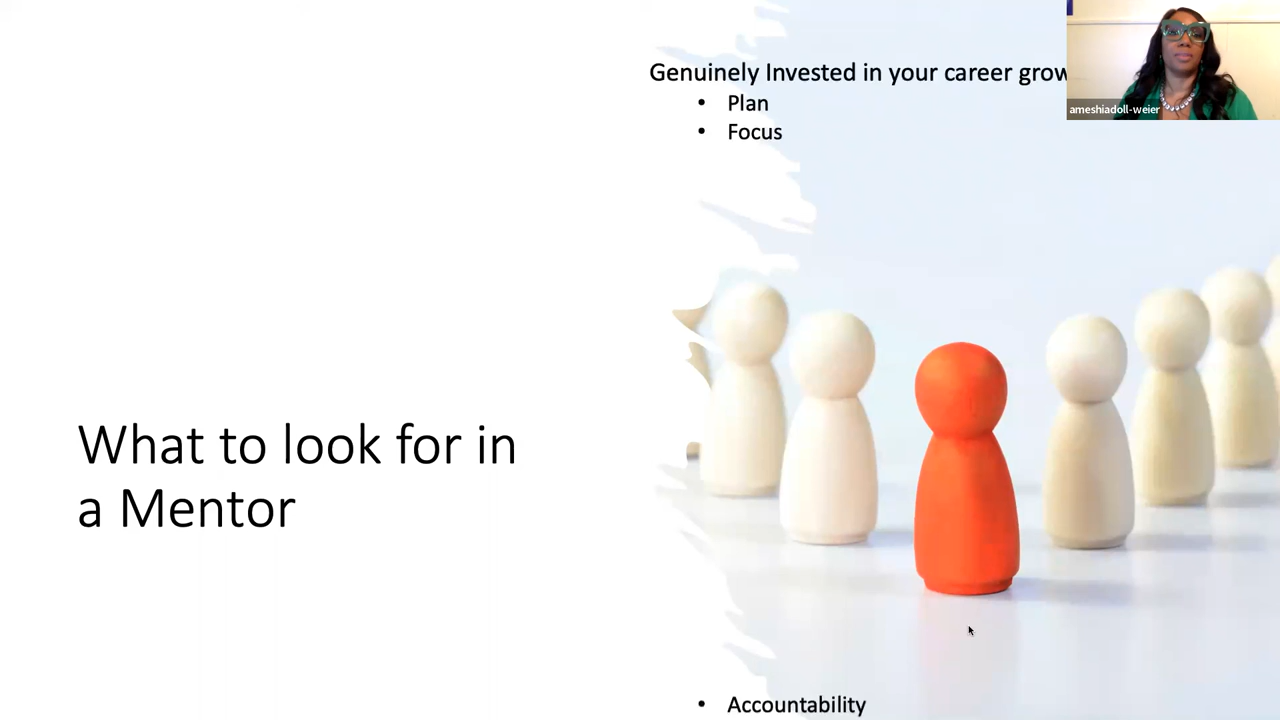 Genuinely Invested in your career grow
• Plan
• Focus
ameshiadoll-weier
What to look for in
a Mentor
• Accountability